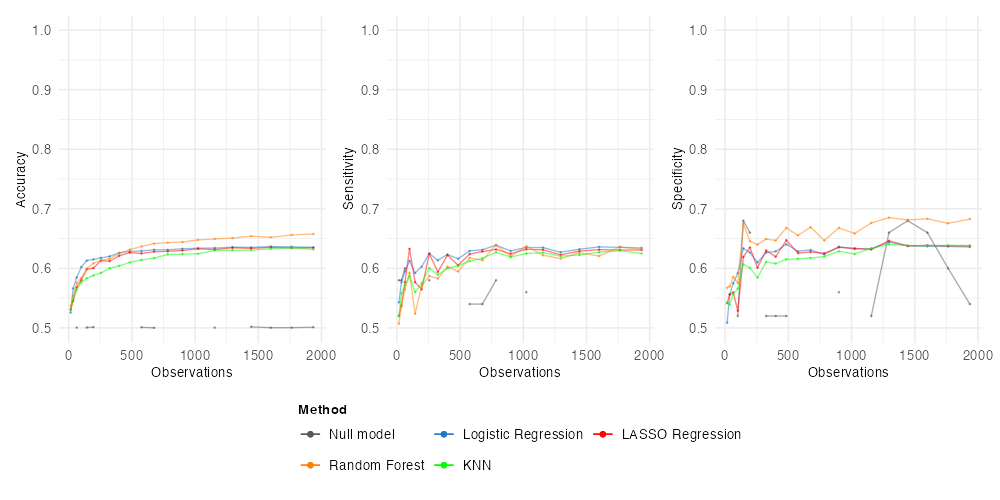 1.0
0.9
0.8
0.7
0.6
0.5
Accuracy
0 500 1000 1500 2000
Observations
1.0
0.9
0.8
0.7
0.6
0.5
Sensitivity
0 500 1000 1500 2000
Observations
1.0
0.9
0.8
0.7
0.6
0.5
Specificity
0 500 1000 1500 2000
Observations
Method
Null model
Logistic Regression
LASSO Regression
Random Forest
KNN